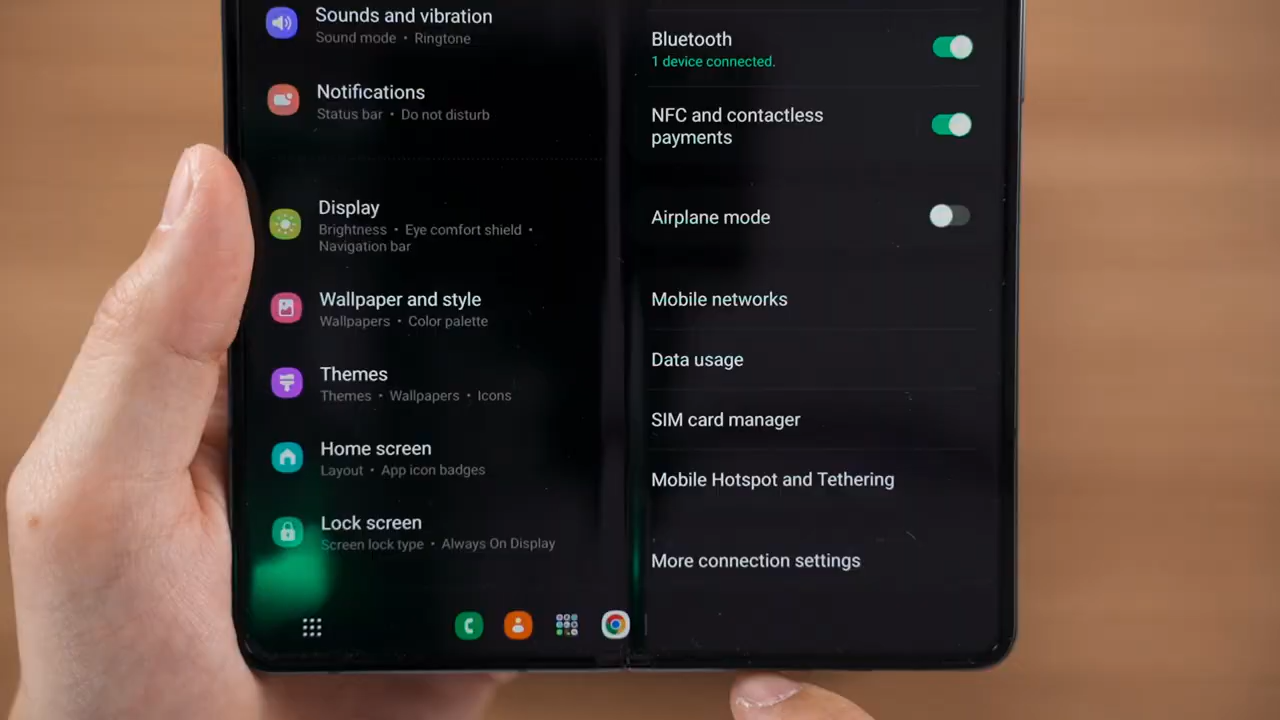 Sounds and vibration
Sound mode • Ringtone
Notifications
Status bar • Do not disturb
Display
Brightness • Eye comfort shield •
Navigation bar
Wallpaper and style
Wallpapers • Color palette
Themes
Themes • Wallpapers • Icons
Home screen
Layout • App icon badges
Lock screen
Screen lock type • Always On Display
Bluetooth
1 device connected.
NFC and contactless
payments
Airplane mode
Mobile networks
Data usage
SIM card manager
Mobile Hotspot and Tethering
More connection settings